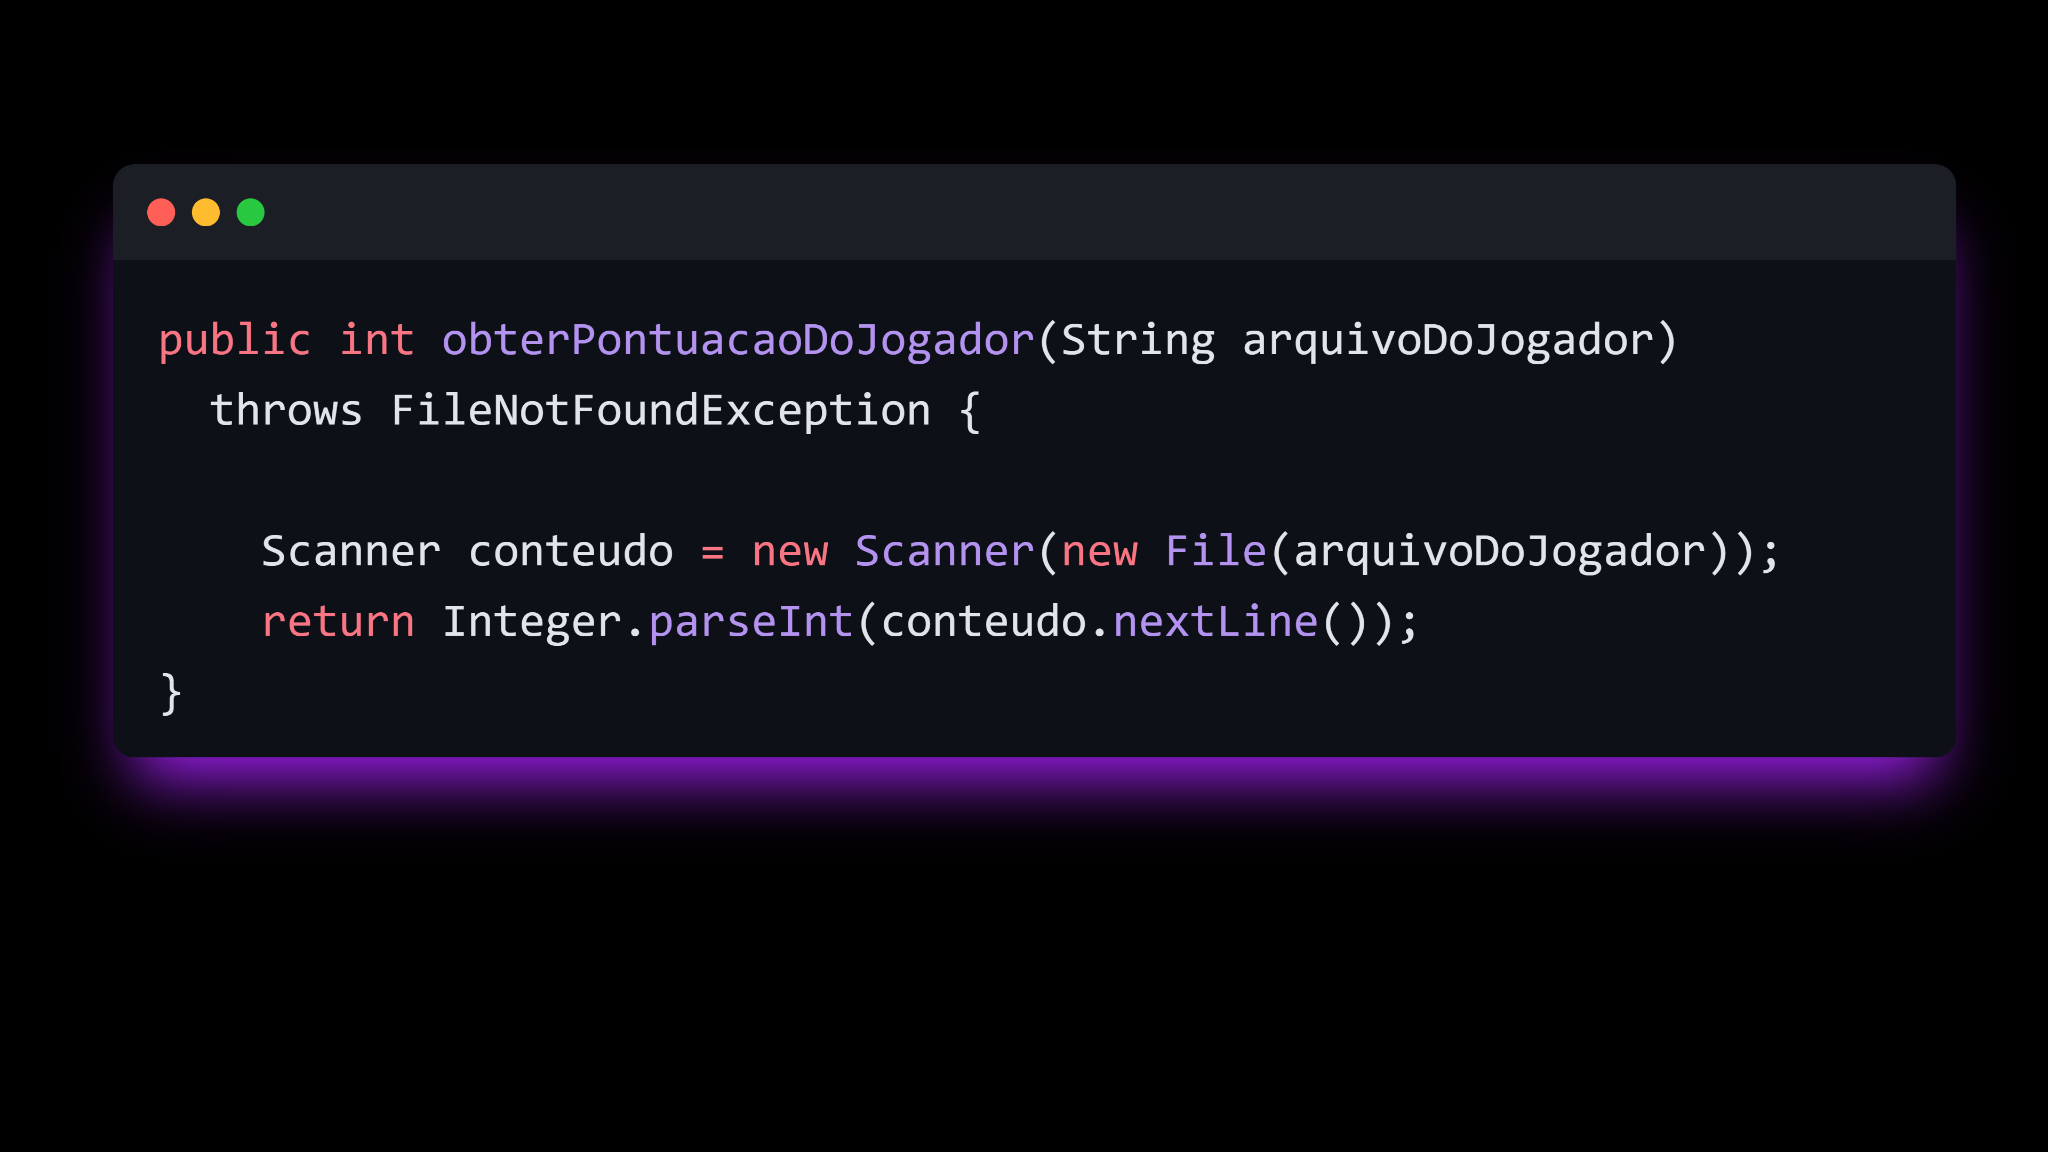 public int obterPontuacaoDoJogador(String arquivoDoJogador)
  throws FileNotFoundException {

    Scanner conteudo = new Scanner(new File(arquivoDoJogador));
    return Integer.parseInt(conteudo.nextLine());
}